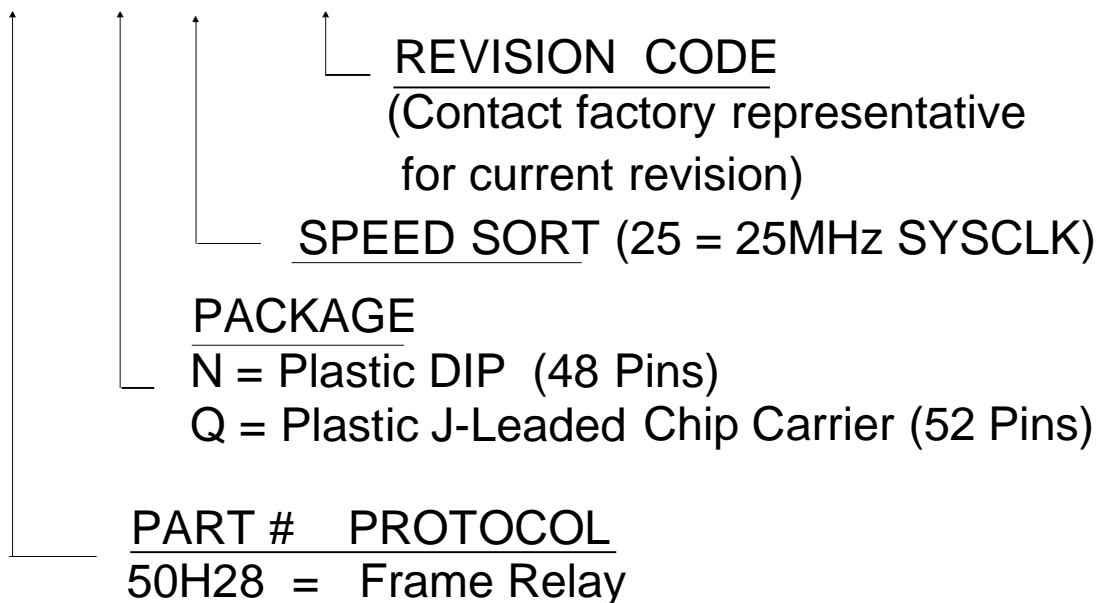 REVISION CODE
(Contact factory representative
for current revision)
SPEED SORT (25 = 25MHz SYSCLK)
PACKAGE
N = Plastic DIP (48 Pins)
Q = Plastic J-Leaded Chip Carrier (52 Pins)
PART # PROTOCOL
50H28 = Frame Relay